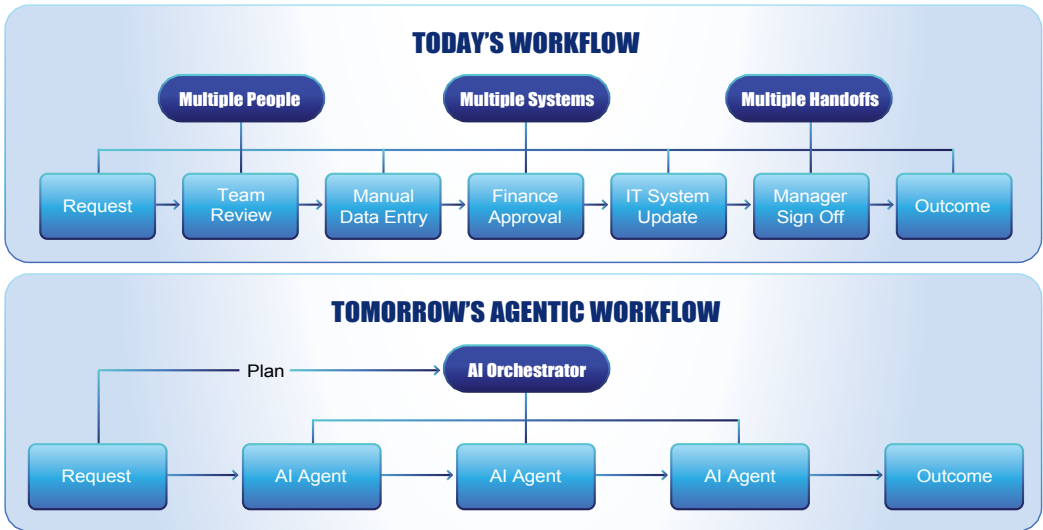 TODAY'S WORKFLOW
Multiple People
Multiple Systems
Multiple Handoffs
Request
Team
Review
Manual
Data Entry
Finance
Approval
IT System
Update
Manager
Sign Off
Outcome
TOMORROW'S AGENTIC WORKFLOW
Plan
AI Orchestrator
Request
AI Agent
AI Agent
AI Agent
Outcome